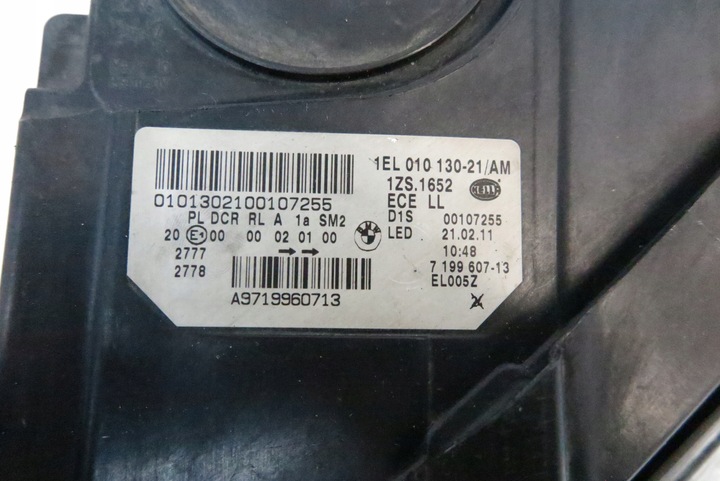 1EL 010 130-21/AM
1ZS.1652
HELLA
ECE LL
0101302100107255
PL DCR RL A 1a SM2
D1S 00107255
20 E1 00 00 02 01 00
LED 21.02.11
2777
10:48
2778
7 199 607-13
A9719960713
EL005Z